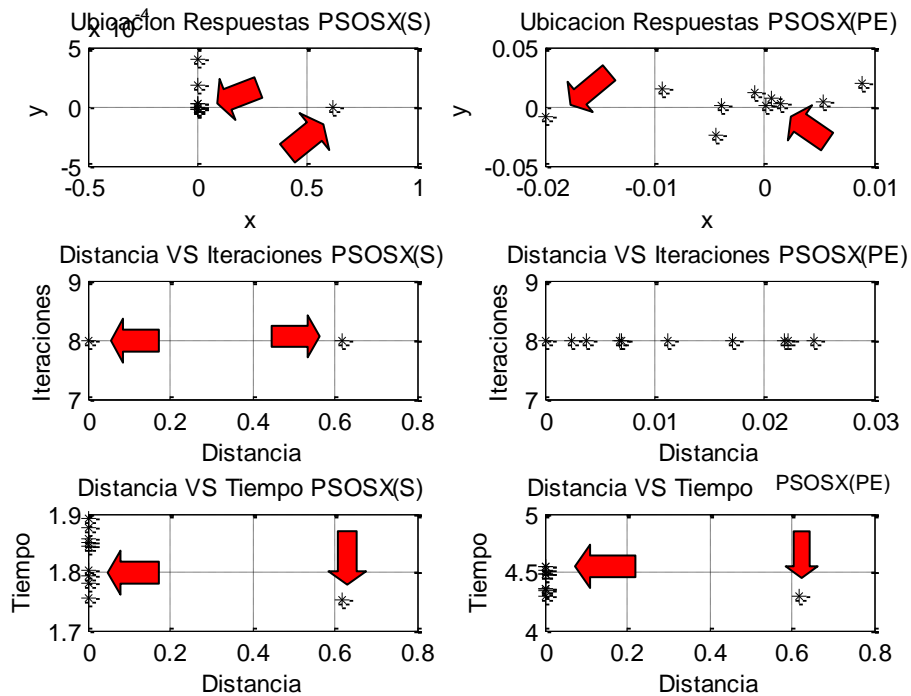 Ubicacion Respuestas PSOSX(S)
x 10-4
5
0
-5
y
-0.5
0
0.5
1
x
Ubicacion Respuestas PSOSX(PE)
0.05
0
-0.05
y
-0.02
-0.01
0
0.01
x
Distancia VS Iteraciones PSOSX(S)
9
8
7
Iteraciones
0
0.2
0.4
0.6
0.8
Distancia
Distancia VS Iteraciones PSOSX(PE)
9
8
7
Iteraciones
0
0.01
0.02
0.03
Distancia
Distancia VS Tiempo PSOSX(S)
1.9
1.8
1.7
Tiempo
0
0.2
0.4
0.6
0.8
Distancia
Distancia VS Tiempo PSOSX(PE)
5
4.5
4
Tiempo
0
0.2
0.4
0.6
0.8
Distancia